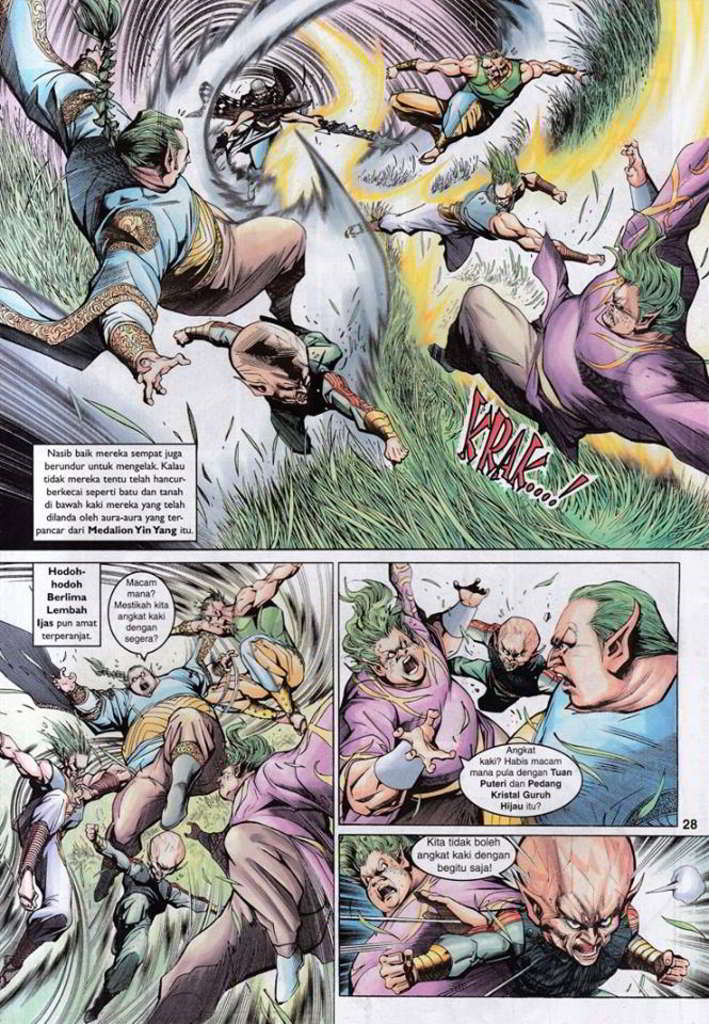 Nasib baik mereka sempat juga
berundur untuk mengelak. Kalau
tidak mereka tentu telah hancur-
berkecai seperti batu dan tanah
di bawah kaki mereka yang telah
dilanda oleh aura-aura yang ter-
pancar dari Medalion Yin Yang itu.
KRAK....!
Hodoh-
hodoh
Berlima
Lembah
Ijas pun amat
terperanjat.
Macam
mana?
Mestikah kita
angkat kaki
dengan
segera?
Angkat
kaki? Habis macam
mana pula dengan Tuan
Puteri dan Pedang
Kristal Guruh
Hijau itu?
28
Kita tidak boleh
angkat kaki dengan
begitu saja!